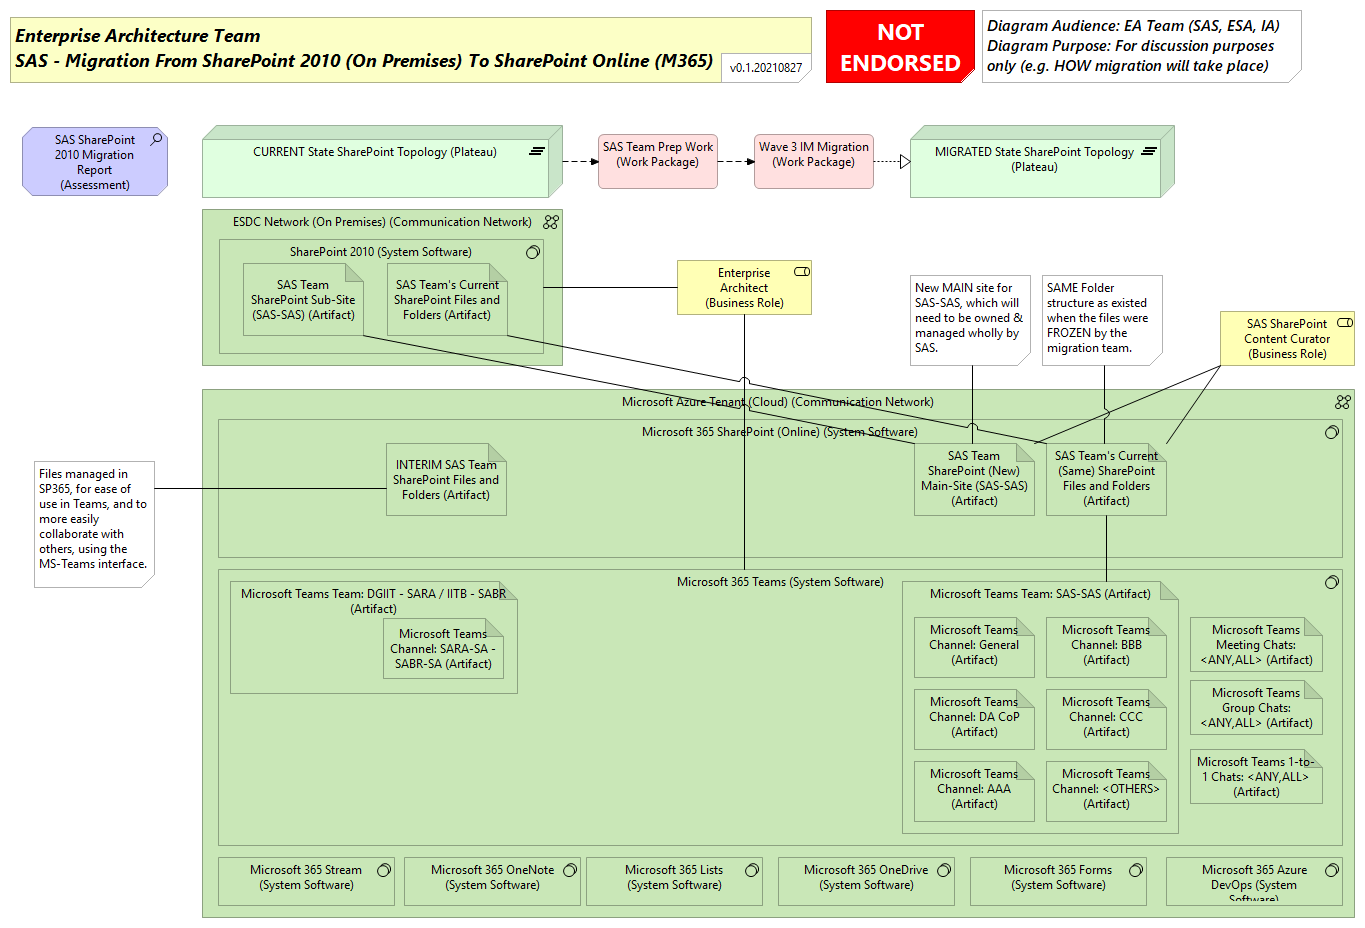 Enterprise Architecture Team
SAS - Migration From SharePoint 2010 (On Premises) To SharePoint Online (M365)
v0.1.20210827
NOT
ENDORSED
Diagram Audience: EA Team (SAS, ESA, IA)
Diagram Purpose: For discussion purposes
only (e.g. HOW migration will take place)
SAS SharePoint
2010 Migration
Report
(Assessment)
CURRENT State SharePoint Topology (Plateau)
SAS Team Prep Work
(Work Package)
Wave 3 IM Migration
(Work Package)
MIGRATED State SharePoint Topology
(Plateau)
ESDC Network (On Premises) (Communication Network)
SharePoint 2010 (System Software)
SAS Team
SharePoint Sub-Site
(SAS-SAS) (Artifact)
SAS Team's Current
SharePoint Files and
Folders (Artifact)
Enterprise
Architect
(Business Role)
New MAIN site for
SAS-SAS, which will
need to be owned &
managed wholly by
SAS.
SAME Folder
structure as existed
when the files were
FROZEN by the
migration team.
SAS SharePoint
Content Curator
(Business Role)
Microsoft Azure Tenant (Cloud) (Communication Network)
Microsoft 365 SharePoint (Online) (System Software)
Files managed in
SP365, for ease of
use in Teams, and to
more easily
collaborate with
others, using the
MS-Teams interface.
INTERIM SAS Team
SharePoint Files and
Folders (Artifact)
SAS Team
SharePoint (New)
Main-Site (SAS-SAS)
(Artifact)
SAS Team's Current
(Same) SharePoint
Files and Folders
(Artifact)
Microsoft 365 Teams (System Software)
Microsoft Teams Team: DGIIT - SARA / IITB - SABR
(Artifact)
Microsoft Teams
Channel: SARA-SA -
SABR-SA (Artifact)
Microsoft Teams Team: SAS-SAS (Artifact)
Microsoft Teams
Channel: General
(Artifact)
Microsoft Teams
Channel: BBB
(Artifact)
Microsoft Teams
Channel: DA CoP
(Artifact)
Microsoft Teams
Channel: CCC
(Artifact)
Microsoft Teams
Channel: AAA
(Artifact)
Microsoft Teams
Channel: <OTHERS>
(Artifact)
Microsoft Teams
Meeting Chats:
<ANY,ALL> (Artifact)
Microsoft Teams
Group Chats:
<ANY,ALL> (Artifact)
Microsoft Teams 1-to-
1 Chats: <ANY,ALL>
(Artifact)
Microsoft 365 Stream
(System Software)
Microsoft 365 OneNote
(System Software)
Microsoft 365 Lists
(System Software)
Microsoft 365 OneDrive
(System Software)
Microsoft 365 Forms
(System Software)
Microsoft 365 Azure
DevOps (System
Software)